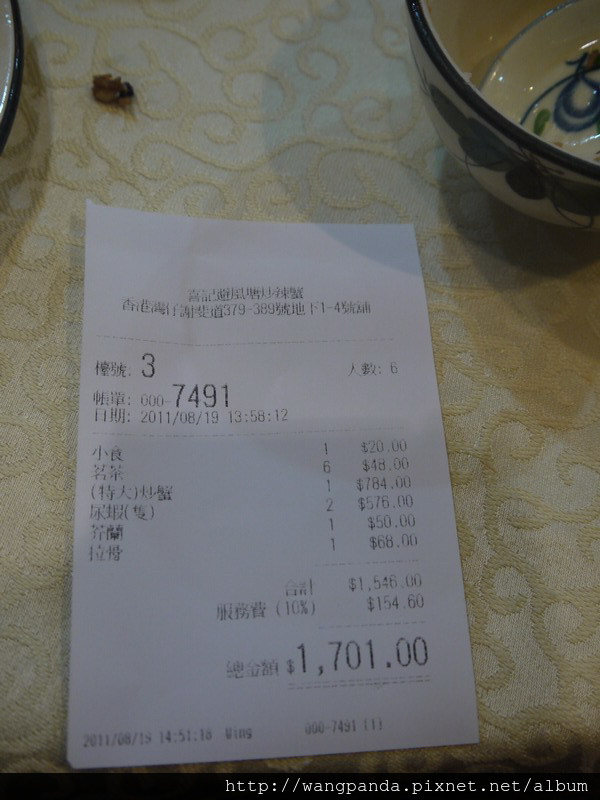 喜記避風塘炒辣蟹
香港灣仔謝斐道379-389號地下1-4號舖
檯號: 3 人數: 6
帳單: 000-7491
日期: 2011/08/19 13:58:12
小食 1 $20.00
茗茶 6 $48.00
(特大)炒蟹 1 $784.00
尿蝦(隻) 2 $576.00
芥蘭 1 $50.00
拉骨 1 $68.00
合計 $1,546.00
服務費 (10%) $154.60
總金額 $1,701.00
2011/08/19 14:51:18 Wing 000-7491 [1]
http://wangpanda.pixnet.net/album